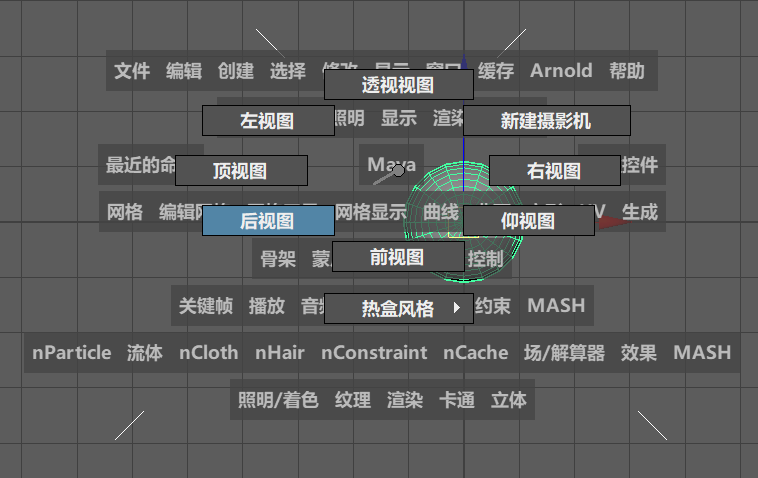 文件 编辑 创建 选择 修改 显示 窗口 缓存 Arnold 帮助
透视视图
左视图 照明 显示 渲染 新建摄影机
最近的命 顶视图 Maya 右视图 控件
网格 编辑网格 网格显示 曲线 生成
后视图 仰视图
骨架 前视图 控制
关键帧 播放 热盒风格 约束 MASH
nParticle 流体 nCloth nHair nConstraint nCache 场/解算器 效果 MASH
照明/着色 纹理 渲染 卡通 立体